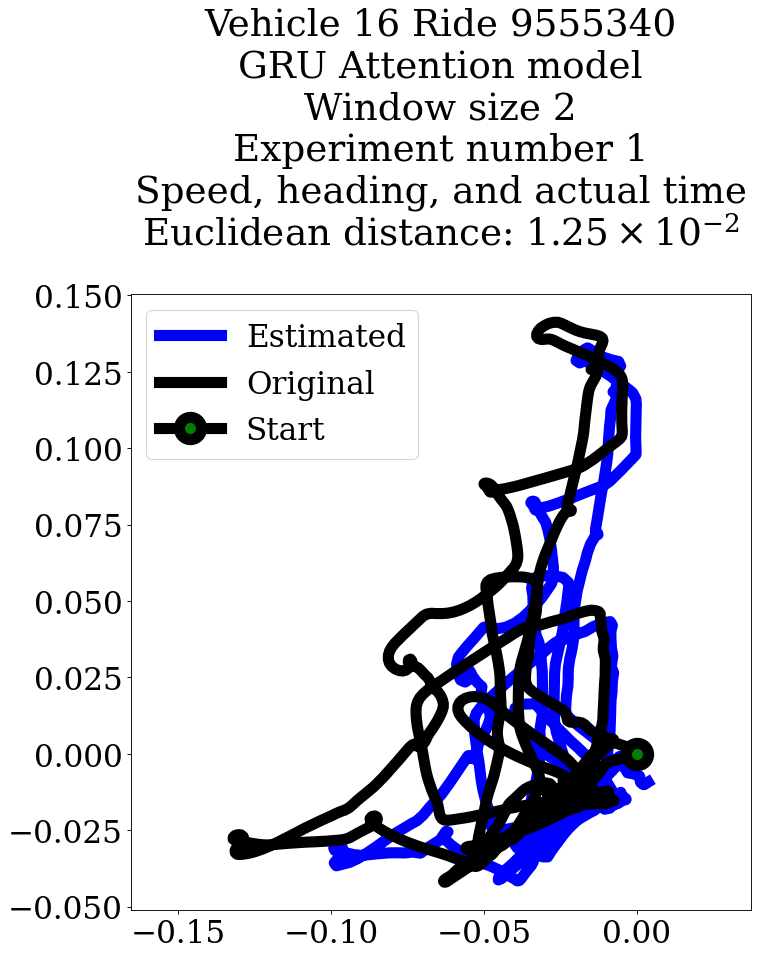 Vehicle 16 Ride 9555340
GRU Attention model
Window size 2
Experiment number 1
Speed, heading, and actual time
Euclidean distance: 1.25 × 10⁻²
0.150
0.125
0.100
0.075
0.050
0.025
0.000
−0.025
−0.050
Estimated
Original
Start
−0.15
−0.10
−0.05
0.00